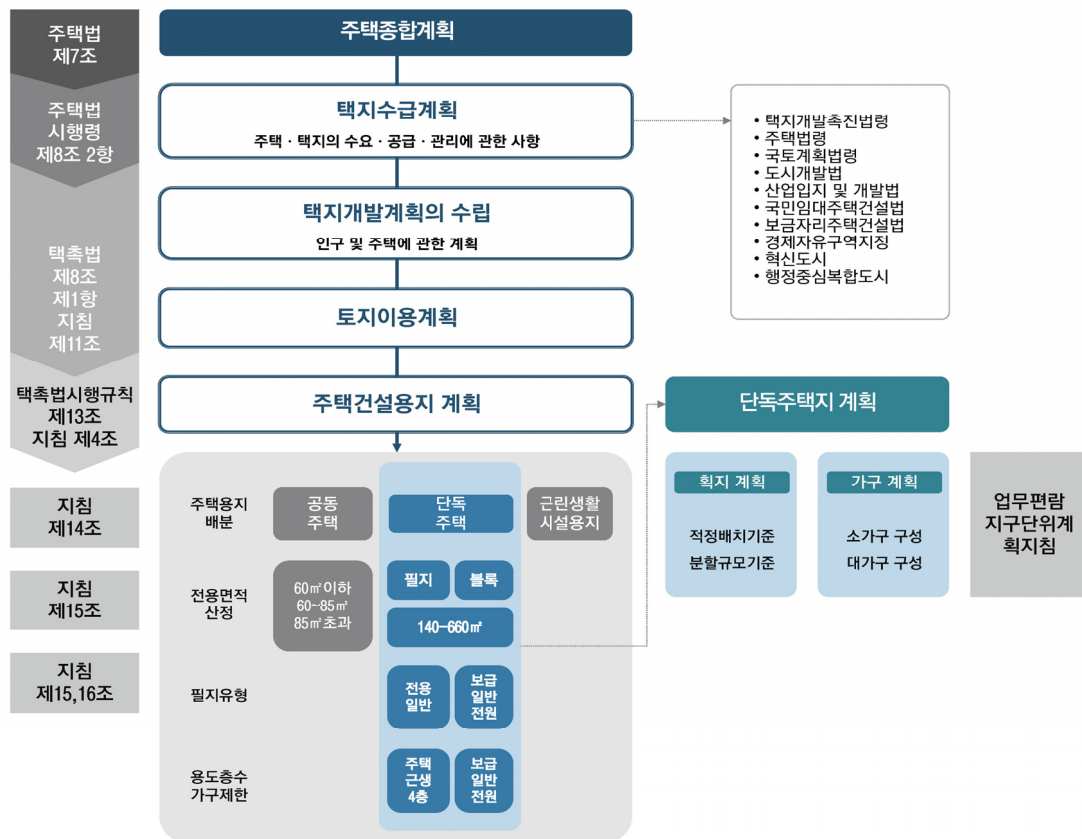 주택법
제7조
주택종합계획
주택법
시행령
제8조 2항
택지수급계획
주택 · 택지의 수요 · 공급 · 관리에 관한 사항
• 택지개발촉진법령
• 주택법령
• 국토계획법령
• 도시개발법
• 산업입지 및 개발법
• 국민임대주택건설법
• 보금자리주택건설법
• 경제자유구역지정
• 혁신도시
• 행정중심복합도시
택지개발계획의 수립
인구 및 주택에 관한 계획
택촉법
제8조
제1항
지침
제11조
토지이용계획
택촉법시행규칙
제13조
지침 제4조
주택건설용지 계획
단독주택지 계획
획지 계획
적정배치기준
분할규모기준
가구 계획
소가구 구성
대가구 구성
업무편람
지구단위계
획지침
지침
제14조
주택용지
배분
공동
주택
단독
주택
근린생활
시설용지
지침
제15조
전용면적
산정
60㎡이하
60~85㎡
85㎡초과
필지
블록
140-660㎡
지침
제15,16조
필지유형
전용
일반
보급
일반
전원
용도층수
가구제한
주택
근생
4층
보급
일반
전원